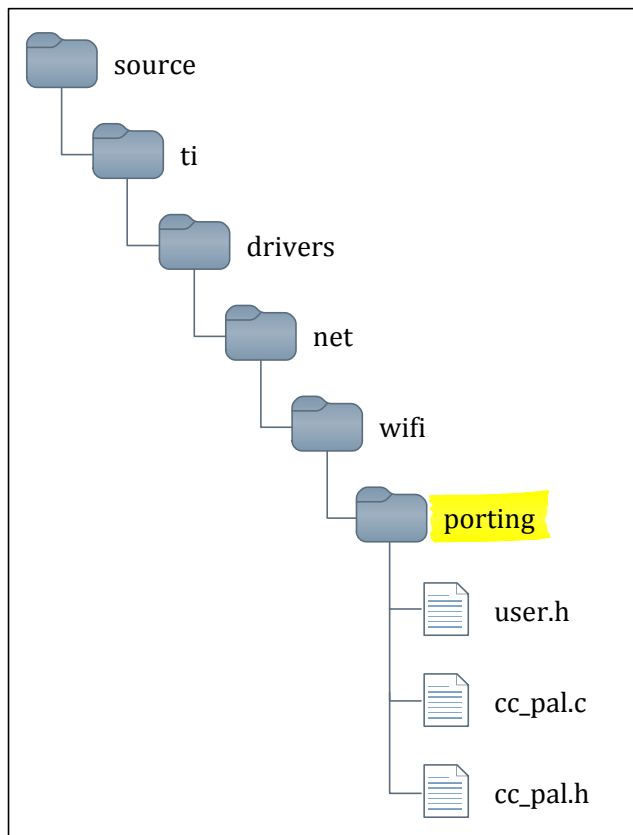 source
ti
drivers
net
wifi
porting
user.h
cc_pal.c
cc_pal.h